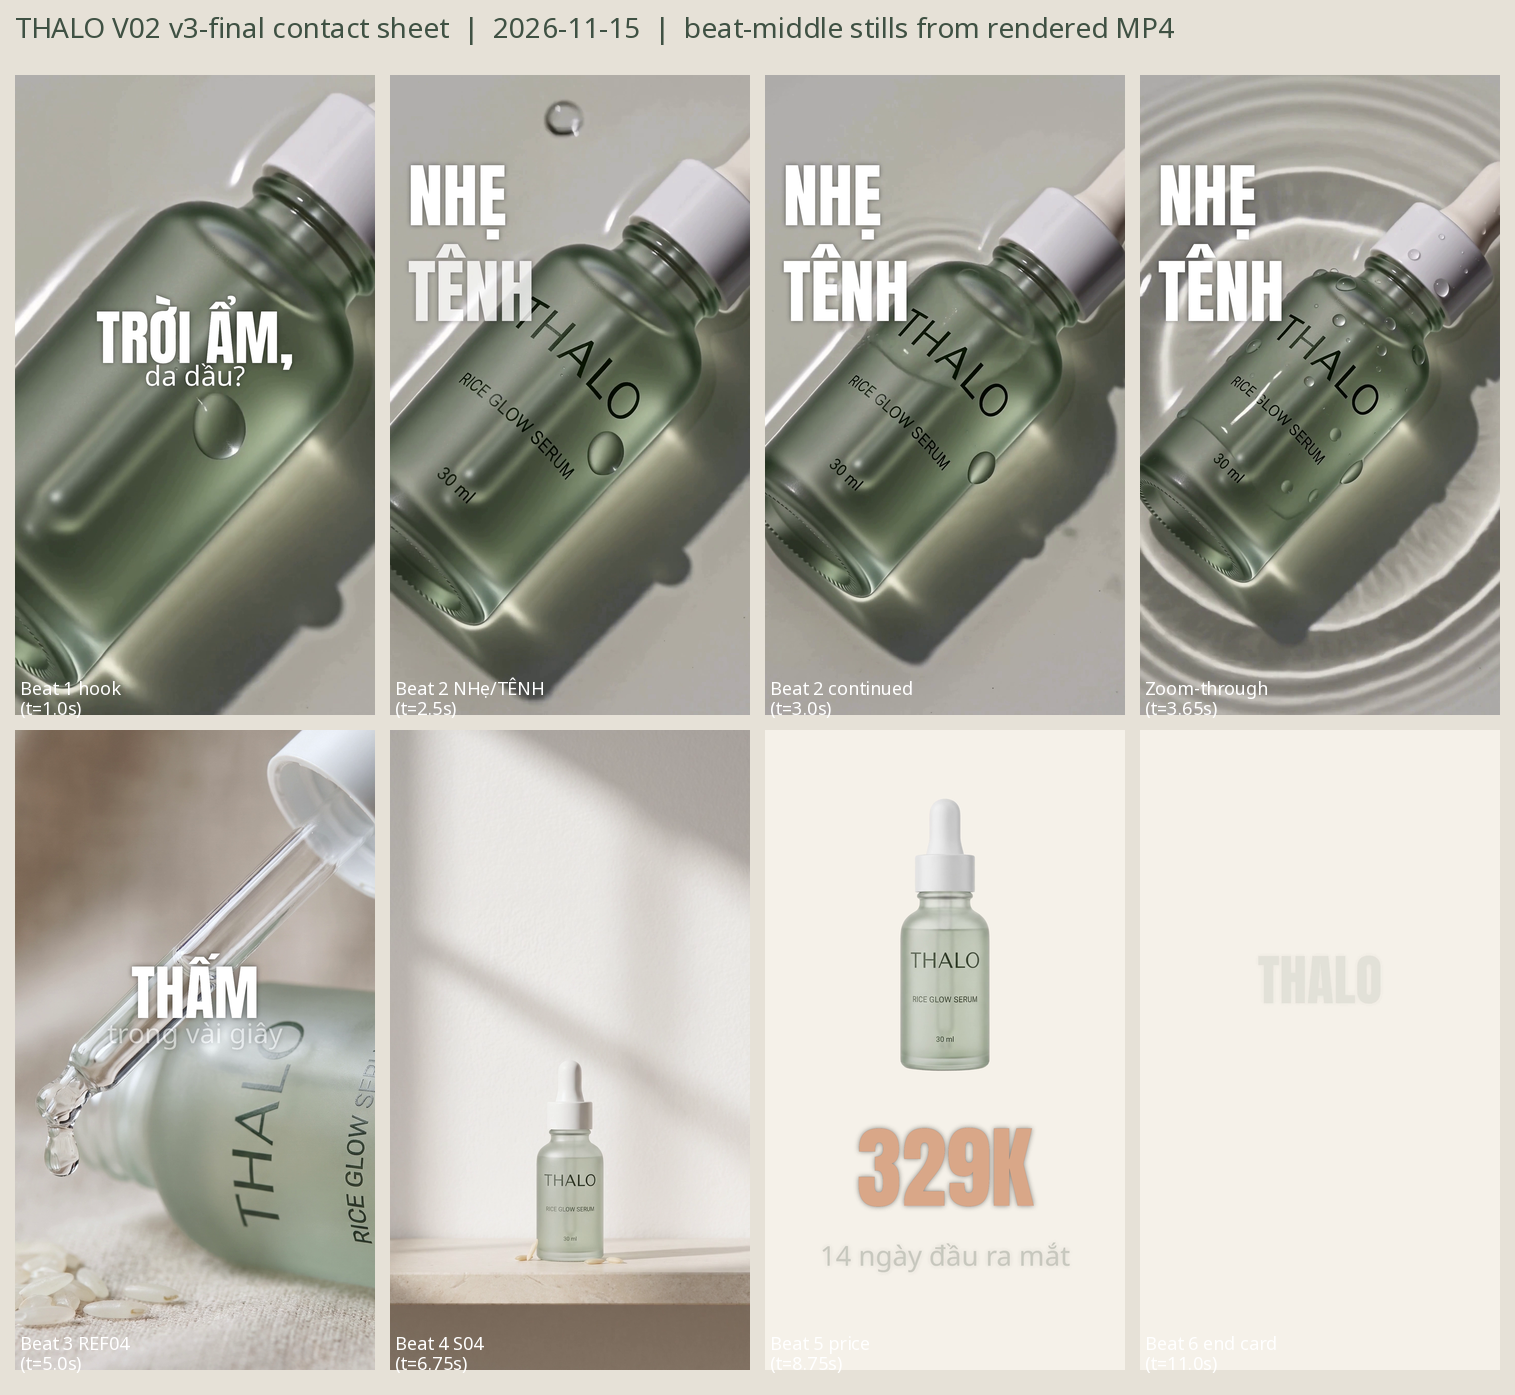 THALO V02 v3-final contact sheet | 2026-11-15 | beat-middle stills from rendered MP4
TRỜI ẨM,
da dầu?
Beat 1 hook
(t=1.0s)
NHẸ
TÊNH
THALO
RICE GLOW SERUM
30 ml
Beat 2 NHẹ/TÊNH
(t=2.5s)
NHẸ
TÊNH
THALO
RICE GLOW SERUM
30 ml
Beat 2 continued
(t=3.0s)
NHẸ
TÊNH
THALO
RICE GLOW SERUM
30 ml
Zoom-through
(t=3.65s)
THẤM
trong vài giây
THALO
RICE GLOW SERU
Beat 3 REF04
(t=5.0s)
THALO
RICE GLOW SERUM
30 ml
Beat 4 S04
(t=6.75s)
THALO
RICE GLOW SERUM
30 ml
329K
14 ngày đầu ra mắt
Beat 5 price
(t=8.75s)
THALO
Beat 6 end card
(t=11.0s)